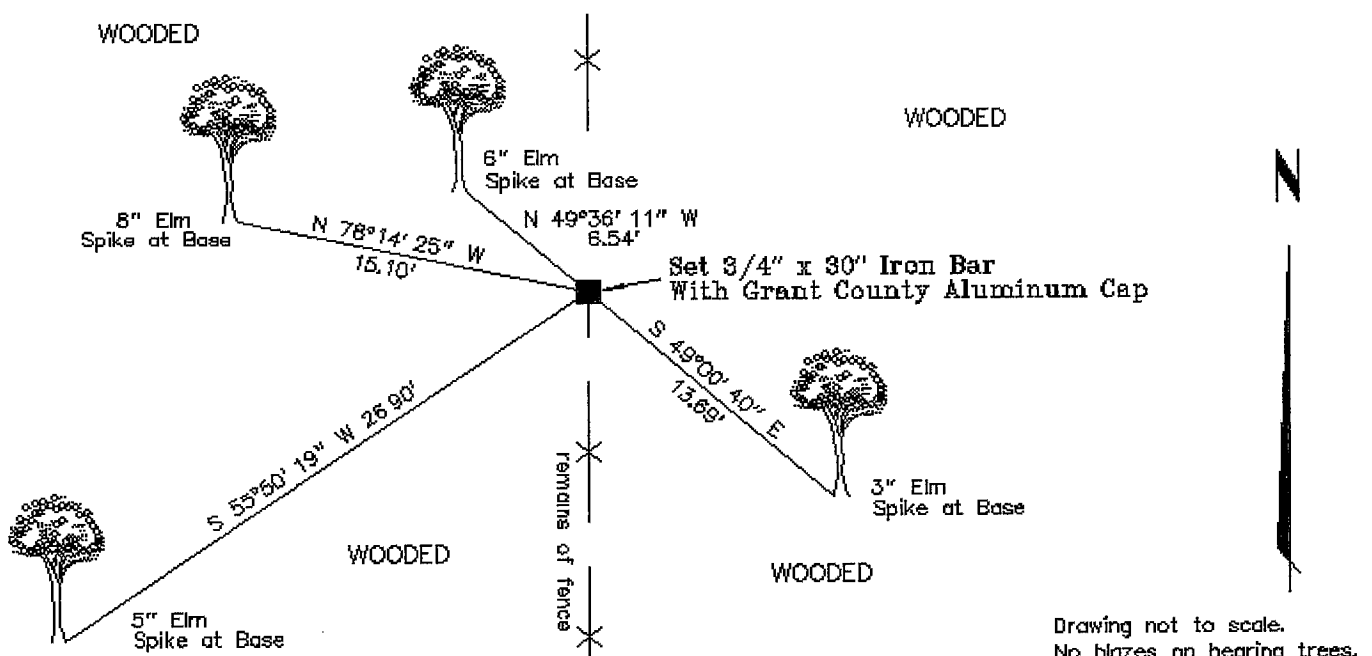 WOODED
WOODED
N
6" Elm
Spike at Base
8" Elm
Spike at Base
N 49°36' 11" W
6.54'
N 78°14' 25" W
15.10'
Set 3/4" x 30" Iron Bar
With Grant County Aluminum Cap
S 49°00' 40" E
13.69'
S 55°50' 19" W 26.90'
3" Elm
Spike at Base
remains of fence
WOODED
WOODED
5" Elm
Spike at Base
Drawing not to scale.
No blazes on bearing trees.